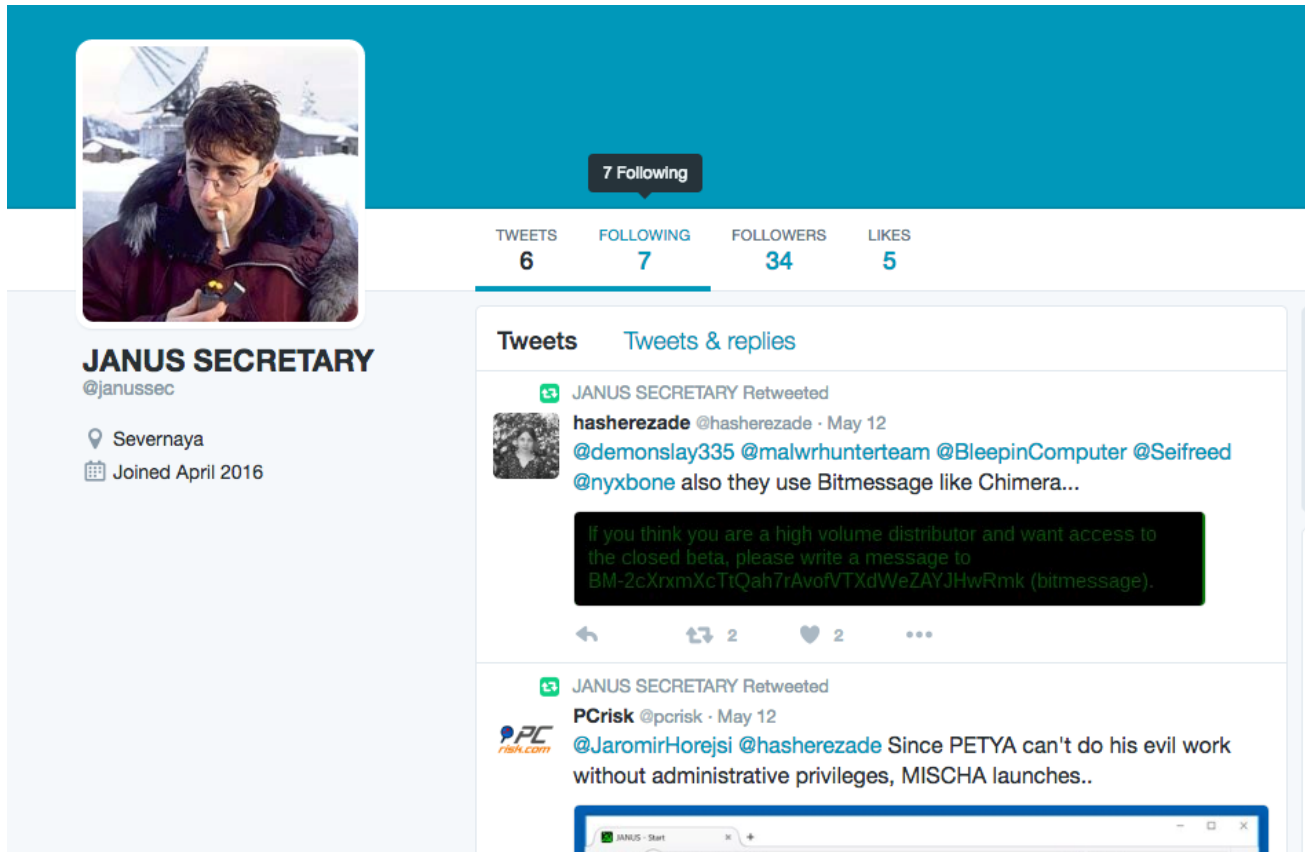 7 Following
TWEETS
6
FOLLOWING
7
FOLLOWERS
34
LIKES
5
JANUS SECRETARY
@janussec
Severnaya
Joined April 2016
Tweets Tweets & replies
JANUS SECRETARY Retweeted
hasherezade @hasherezade · May 12
@demonslay335 @malwrhunterteam @BleepinComputer @Seifreed
@nyxbone also they use Bitmessage like Chimera...
If you think you are a high volume distributor and want access to
the closed beta, please write a message to
BM-2cXrxmXcTtQah7rAvofVTXdWeZAYJHwRmk (bitmessage).
2 2
JANUS SECRETARY Retweeted
PC
risk.com
PCrisk @pcrisk · May 12
@JaromirHorejsi @hasherezade Since PETYA can't do his evil work
without administrative privileges, MISCHA launches..
JANUS - Start